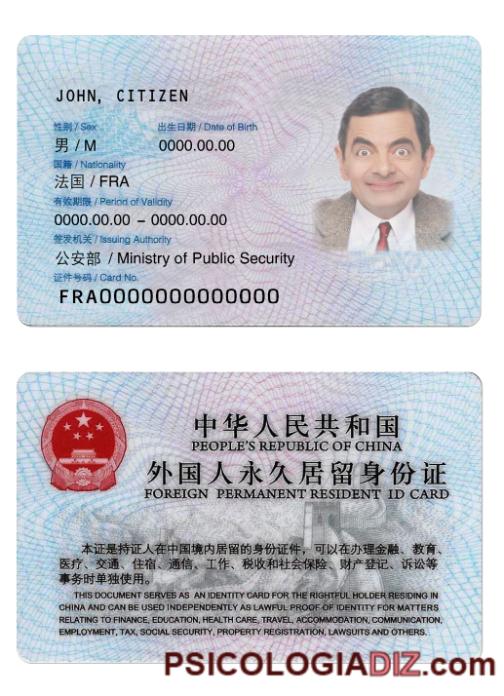 JOHN, CITIZEN
性别 / Sex 出生日期 / Date of Birth
男 / M 0000.00.00
国籍 / Nationality
法国 / FRA
有效期限 / Period of Validity
0000.00.00 – 0000.00.00
签发机关 / Issuing Authority
公安部 / Ministry of Public Security
证件号码 / Card No.
FRA0000000000000
中华人民共和国
PEOPLE'S REPUBLIC OF CHINA
外国人永久居留身份证
FOREIGN PERMANENT RESIDENT ID CARD
本证是持证人在中国境内居留的身份证件，可以在办理金融、教育、
医疗、交通、住宿、通信、工作、税收和社会保险、财产登记、诉讼等
事务时单独使用。
THIS DOCUMENT SERVES AS AN IDENTITY CARD FOR THE RIGHTFUL HOLDER RESIDING IN
CHINA AND CAN BE USED INDEPENDENTLY AS LAWFUL PROOF OF IDENTITY FOR MATTERS
RELATING TO FINANCE, EDUCATION, HEALTH CARE, TRAVEL, ACCOMMODATION, COMMUNICATION,
EMPLOYMENT, TAX, SOCIAL SECURITY, PROPERTY REGISTRATION, LAWSUITS AND OTHERS.
PSICOLOGIADIZ.com